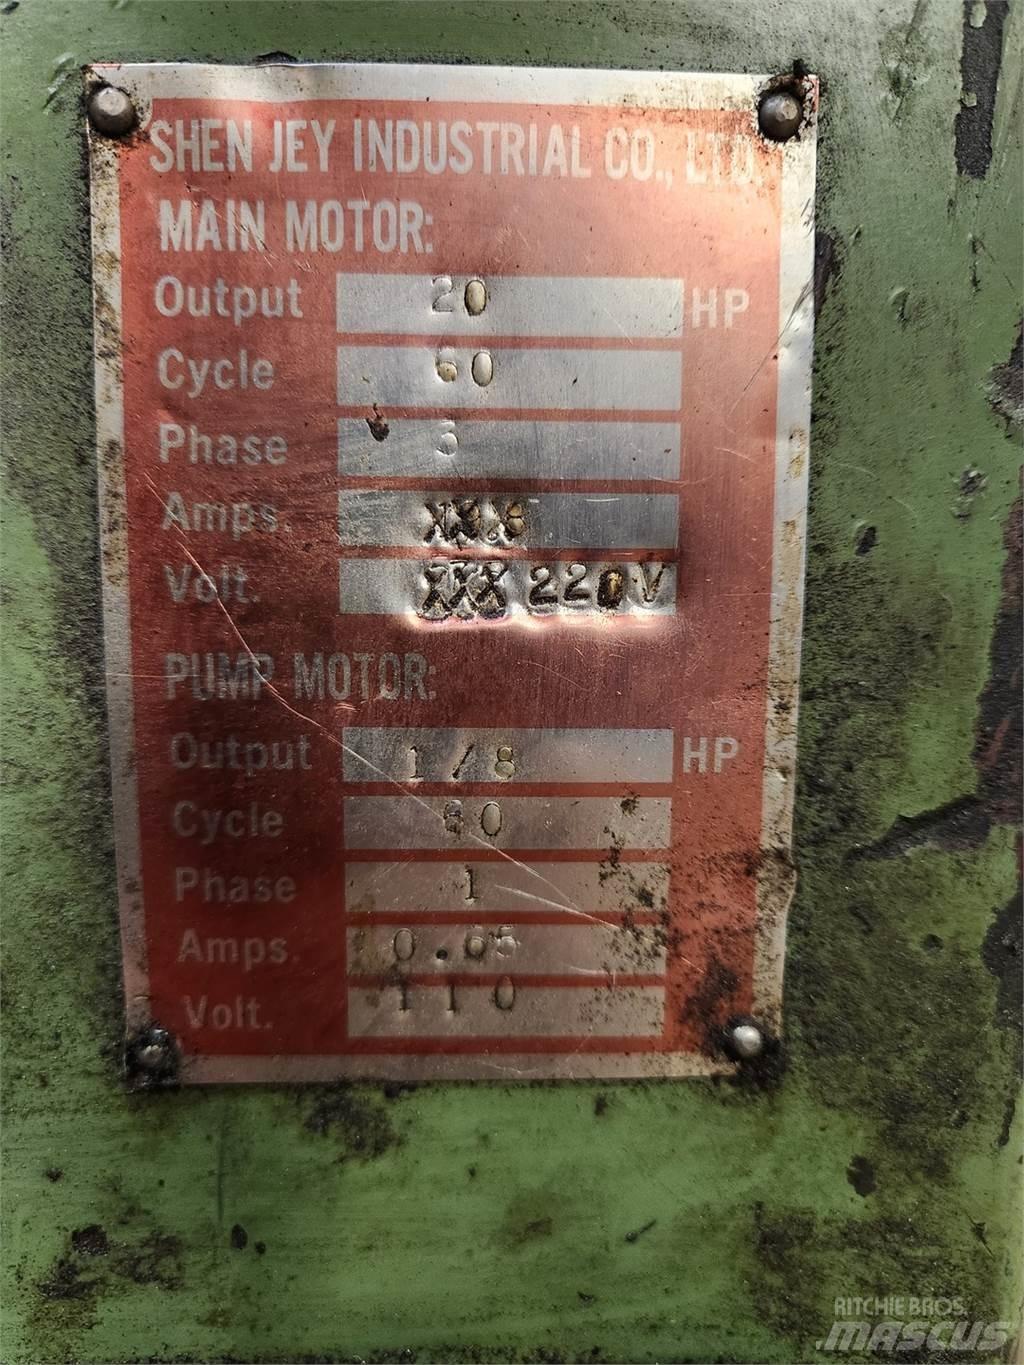 SHEN JEY INDUSTRIAL CO., LTD.
MAIN MOTOR:
Output 20 HP
Cycle 60
Phase 3
Amps.
Volt. XXX 220V
PUMP MOTOR:
Output 1/8 HP
Cycle 60
Phase 1
Amps. 0.65
Volt. 110
RITCHIE BROS.
MASCUS